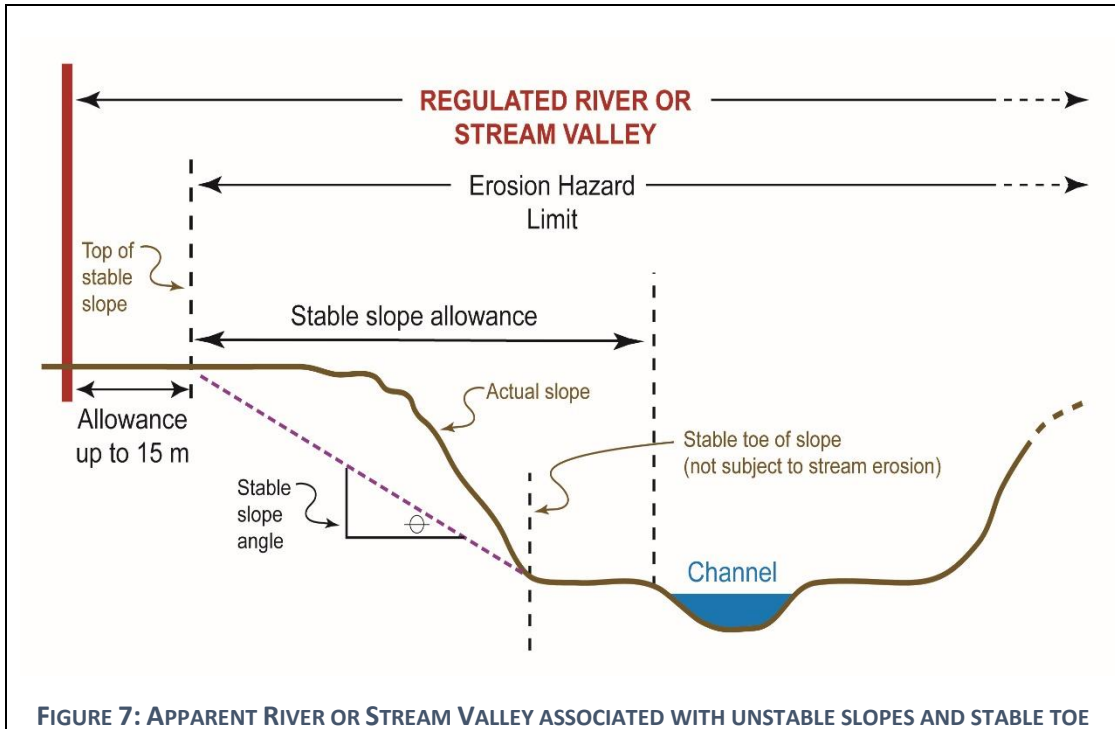 REGULATED RIVER OR
STREAM VALLEY
Erosion Hazard
Limit
Top of
stable
slope
Stable slope allowance
Actual slope
Allowance
up to 15 m
Stable toe of slope
(not subject to stream erosion)
Stable
slope
angle
Θ
Channel
FIGURE 7: APPARENT RIVER OR STREAM VALLEY ASSOCIATED WITH UNSTABLE SLOPES AND STABLE TOE